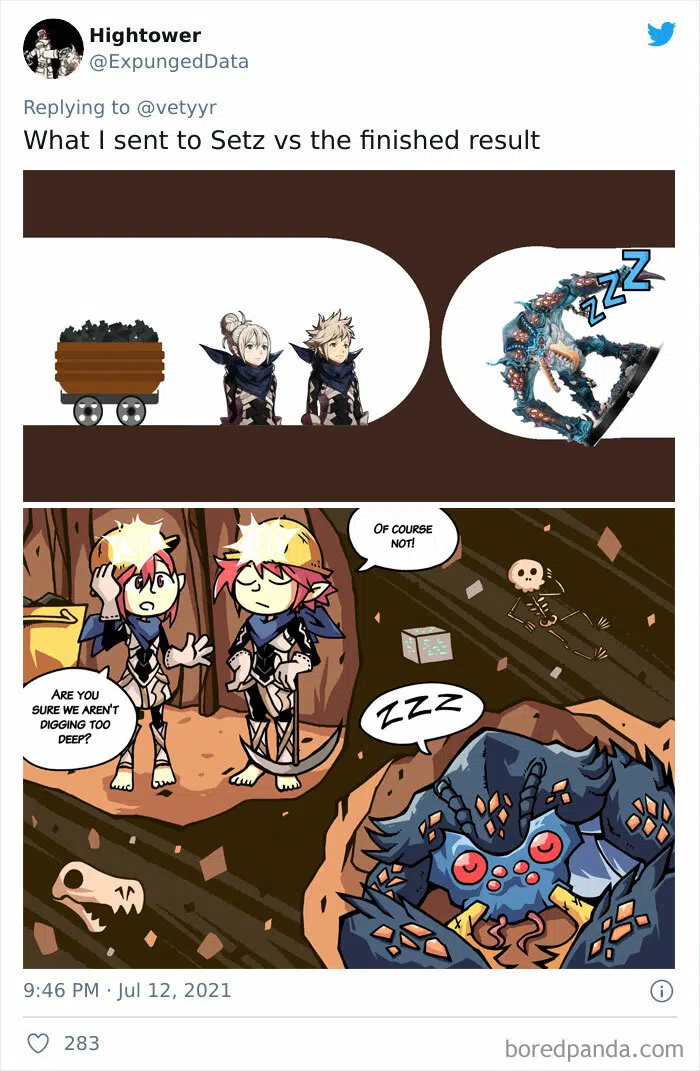 Hightower
@ExpungedData
Replying to @vetyyr
What I sent to Setz vs the finished result
zZZ
OF COURSE
NOT!
ARE YOU
SURE WE AREN'T
DIGGING TOO
DEEP?
ZZZ
9:46 PM · Jul 12, 2021
283
boredpanda.com